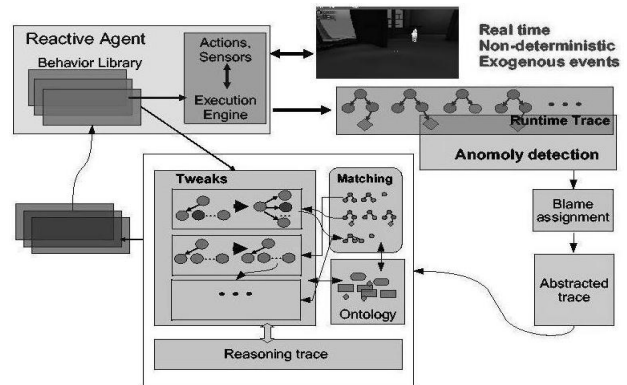 Reactive Agent
Behavior Library
Actions,
Sensors
Execution
Engine
Real time
Non-deterministic
Exogenous events
Runtime Trace
Anomoly detection
Blame
assignment
Abstracted
trace
Tweaks
Matching
Ontology
Reasoning trace